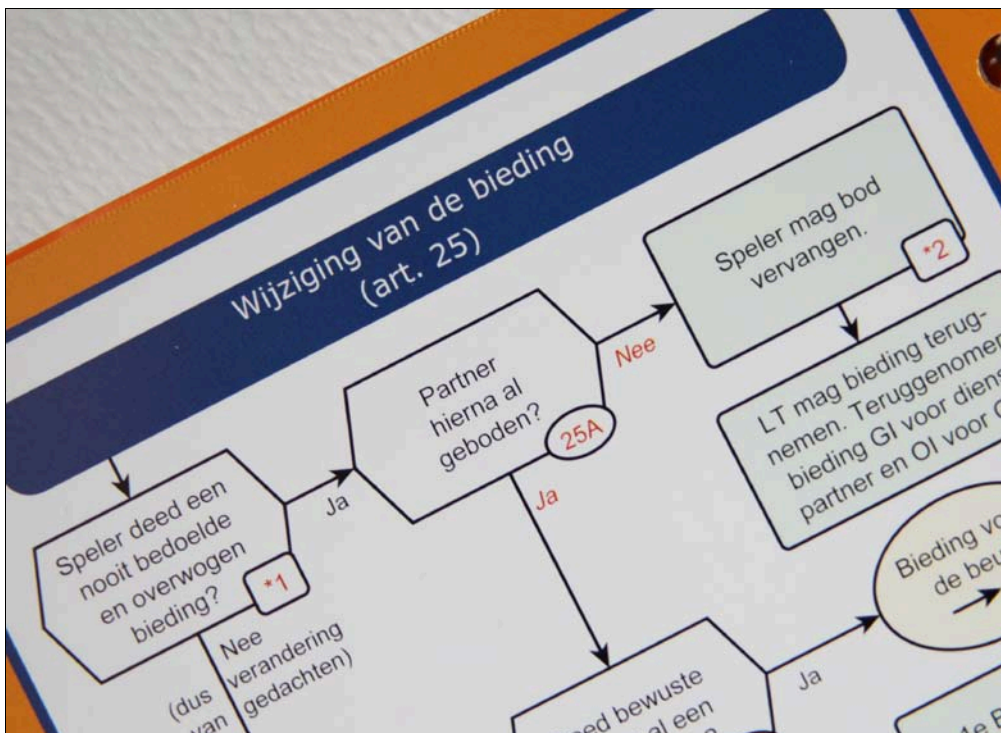 Wijziging van de bieding
(art. 25)
Speler mag bod
vervangen.
*2
Nee
Partner
hierna al
geboden?
25A
LT mag bieding terug-
nemen. Teruggenomen
bieding GI voor
partner en OI voor
Ja
Ja
Speler deed een
nooit bedoelde
en overwogen
bieding?
*1
Bieding
de
Nee
(dus verandering
van gedachten)
Ja
bewuste
al een